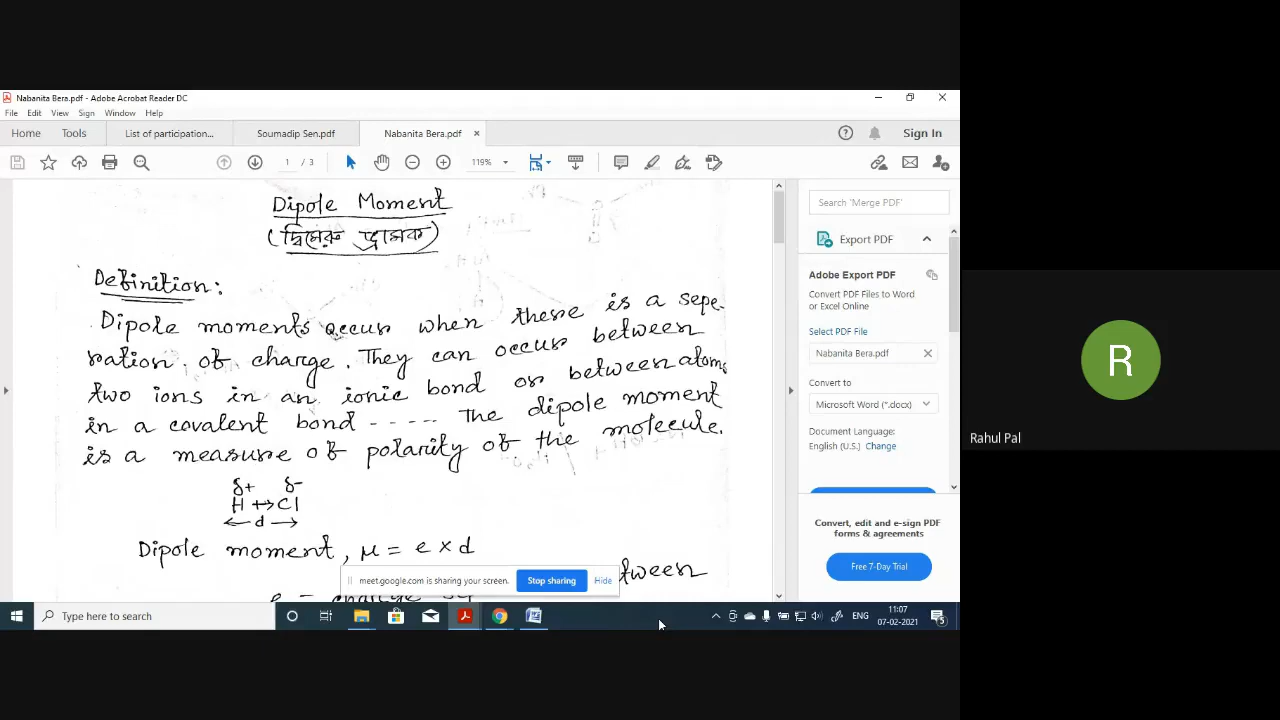 Nabanita Bera.pdf - Adobe Acrobat Reader DC
File Edit View Sign Window Help
Home Tools List of participation... Soumadip Sen.pdf Nabanita Bera.pdf × Sign In
1 / 3 119%
Dipole Moment
(দ্বিমেরু ভ্রামক)
Definition:
Dipole moments occur when there is a sepe-
ration of charge. They can occur between
two ions in an ionic bond or between atoms
in a covalent bond ----- The dipole moment
is a measure of polarity of the molecule.
δ+ δ-
H ↦ Cl
← d →
Dipole moment, μ = e × d
tween
e - charge
Search 'Merge PDF'
Export PDF
Adobe Export PDF
Convert PDF Files to Word
or Excel Online
Select PDF File
Nabanita Bera.pdf
Convert to
Microsoft Word (*.docx)
Document Language:
English (U.S.) Change
Convert, edit and e-sign PDF
forms & agreements
Free 7-Day Trial
meet.google.com is sharing your screen. Stop sharing Hide
Type here to search
ENG
11:07
07-02-2021
5
R
Rahul Pal